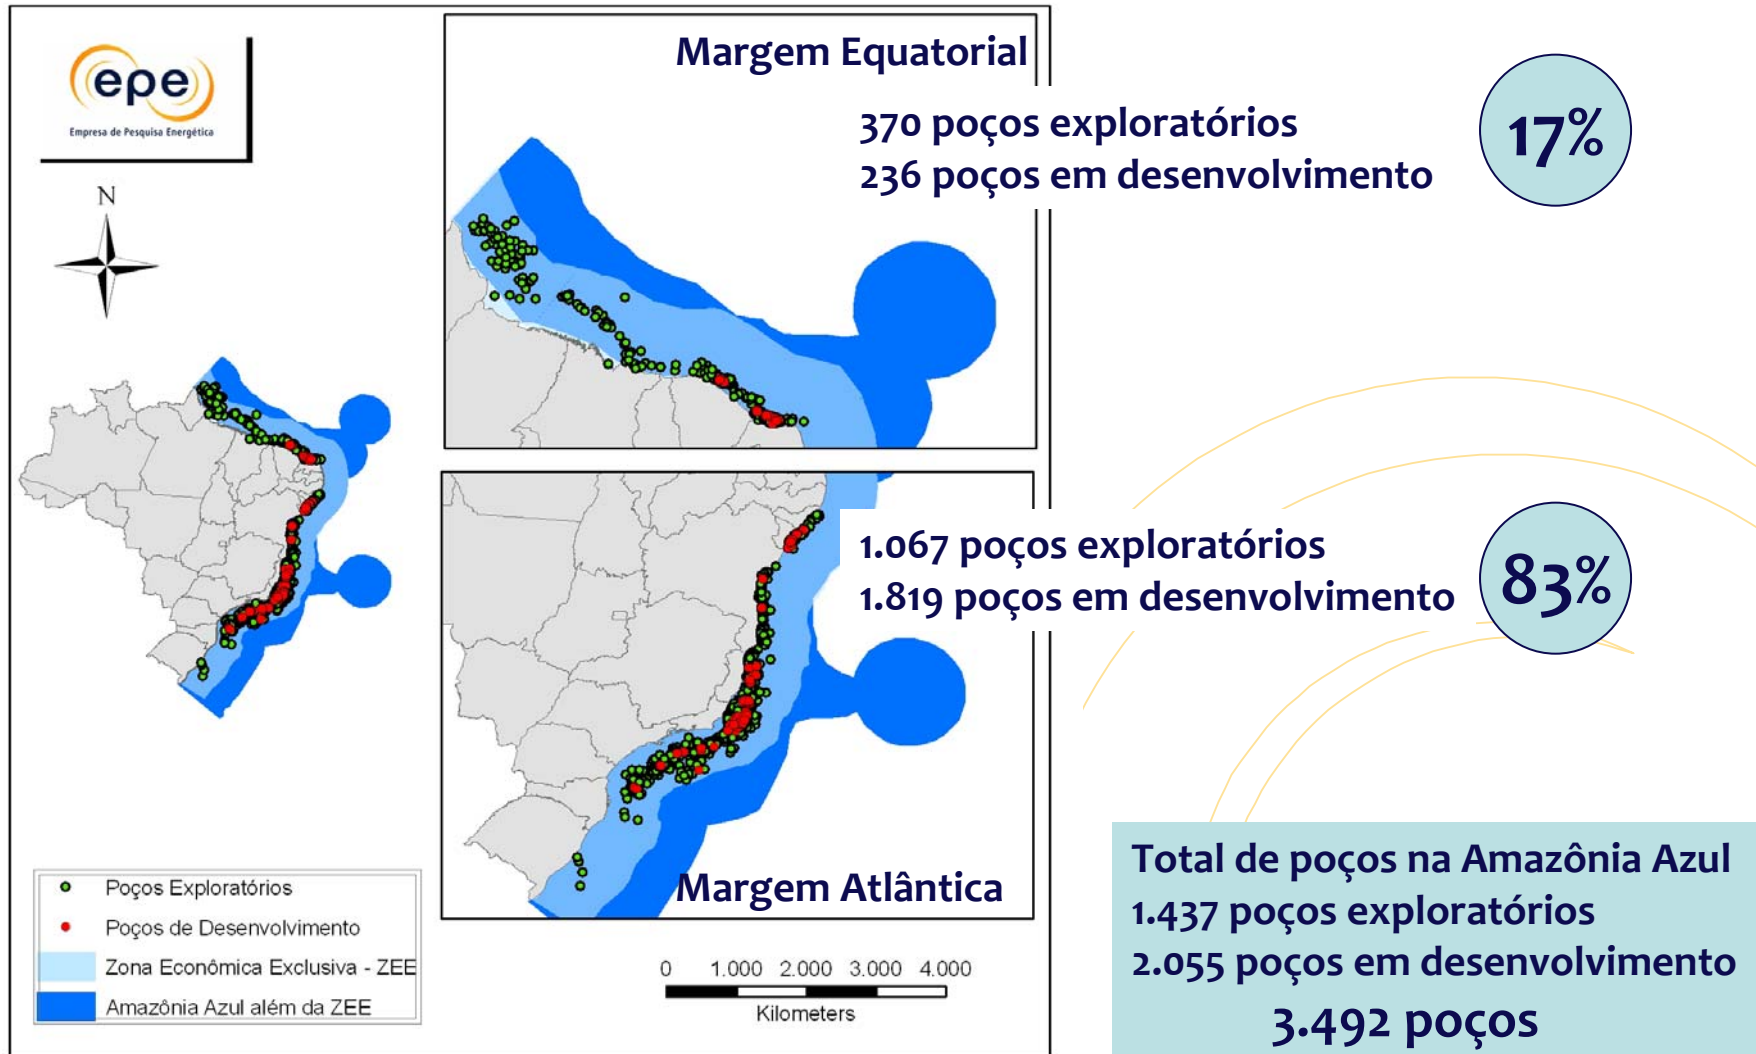 epe
Empresa de Pesquisa Energética
N
Margem Equatorial
370 poços exploratórios
236 poços em desenvolvimento
17%
1.067 poços exploratórios
1.819 poços em desenvolvimento
83%
Margem Atlântica
Poços Exploratórios
Poços de Desenvolvimento
Zona Econômica Exclusiva - ZEE
Amazônia Azul além da ZEE
0 1.000 2.000 3.000 4.000
Kilometers
Total de poços na Amazônia Azul
1.437 poços exploratórios
2.055 poços em desenvolvimento
3.492 poços